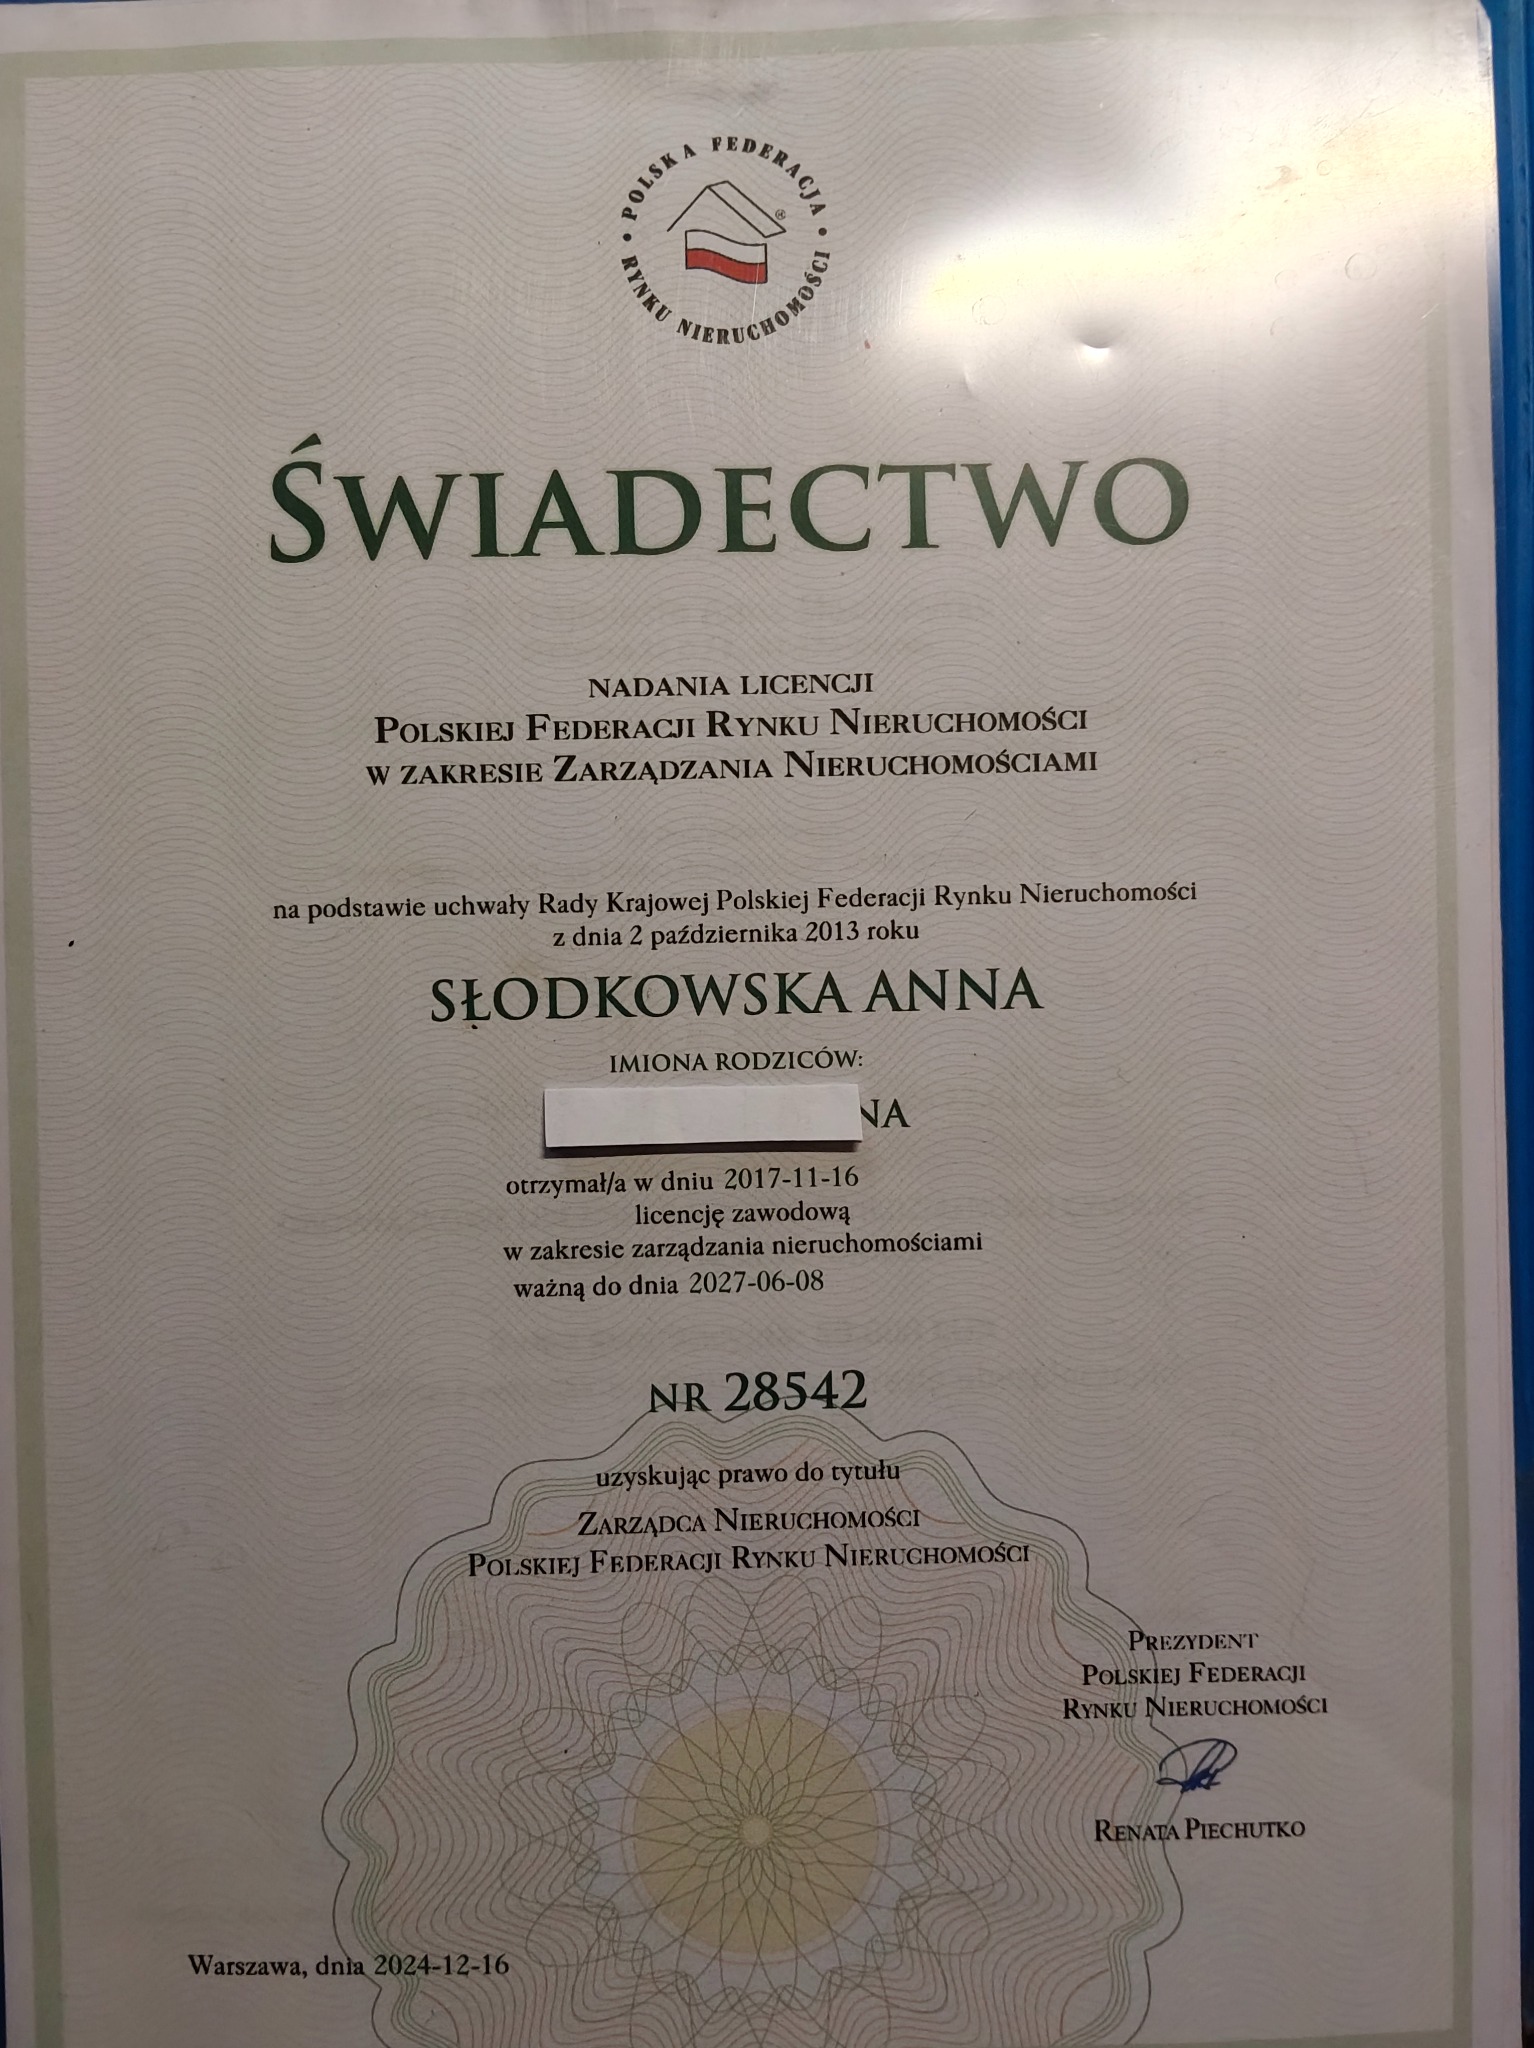 POLSKA FEDERACJA
RYNKU NIERUCHOMOŚCI
®
ŚWIADECTWO
NADANIA LICENCJI
POLSKIEJ FEDERACJI RYNKU NIERUCHOMOŚCI
W ZAKRESIE ZARZĄDZANIA NIERUCHOMOŚCIAMI
na podstawie uchwały Rady Krajowej Polskiej Federacji Rynku Nieruchomości
z dnia 2 października 2013 roku
SŁODKOWSKA ANNA
IMIONA RODZICÓW:
NA
otrzymał/a w dniu 2017-11-16
licencję zawodową
w zakresie zarządzania nieruchomościami
ważną do dnia 2027-06-08
NR 28542
uzyskując prawo do tytułu
ZARZĄDCA NIERUCHOMOŚCI
POLSKIEJ FEDERACJI RYNKU NIERUCHOMOŚCI
PREZYDENT
POLSKIEJ FEDERACJI
RYNKU NIERUCHOMOŚCI
RENATA PIECHUTKO
Warszawa, dnia 2024-12-16